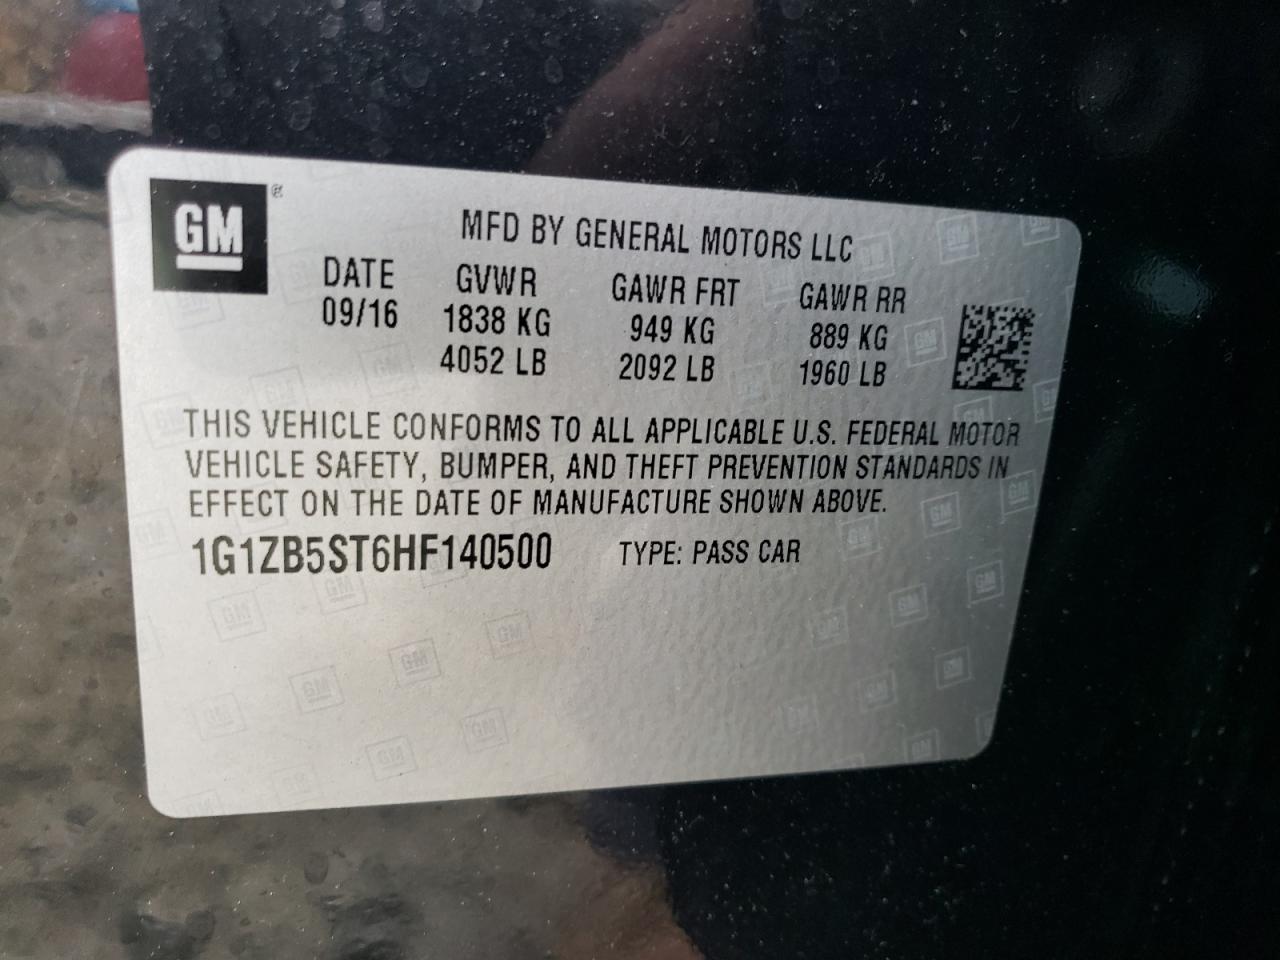 GM ®
MFD BY GENERAL MOTORS LLC
DATE GVWR GAWR FRT GAWR RR
09/16 1838 KG 949 KG 889 KG
4052 LB 2092 LB 1960 LB
THIS VEHICLE CONFORMS TO ALL APPLICABLE U.S. FEDERAL MOTOR
VEHICLE SAFETY, BUMPER, AND THEFT PREVENTION STANDARDS IN
EFFECT ON THE DATE OF MANUFACTURE SHOWN ABOVE.
1G1ZB5ST6HF140500 TYPE: PASS CAR